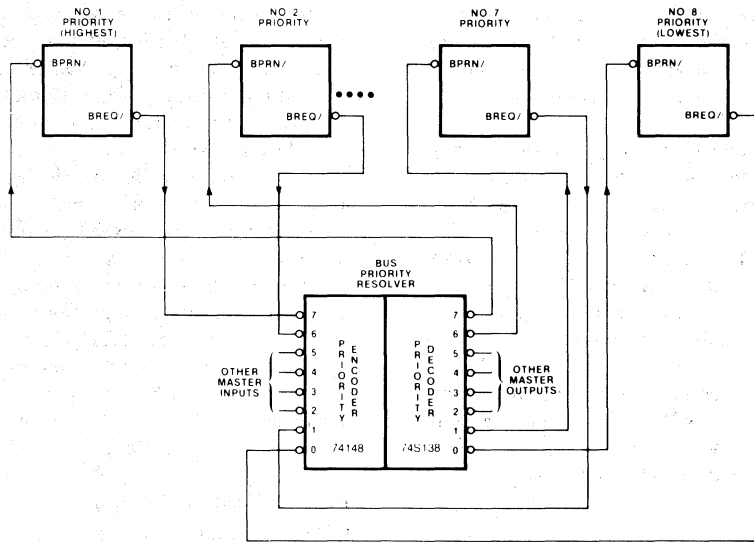 NO 1
PRIORITY
(HIGHEST)
NO 2
PRIORITY
NO 7
PRIORITY
NO 8
PRIORITY
(LOWEST)
BPRN/
BREQ/
BPRN/
BREQ/
BPRN/
BREQ/
BPRN/
BREQ/
BUS
PRIORITY
RESOLVER
7
6
5
4
3
2
1
0
OTHER
MASTER
INPUTS
PRIORITY
ENCODER
74148
PRIORITY
DECODER
74S138
7
6
5
4
3
2
1
0
OTHER
MASTER
OUTPUTS